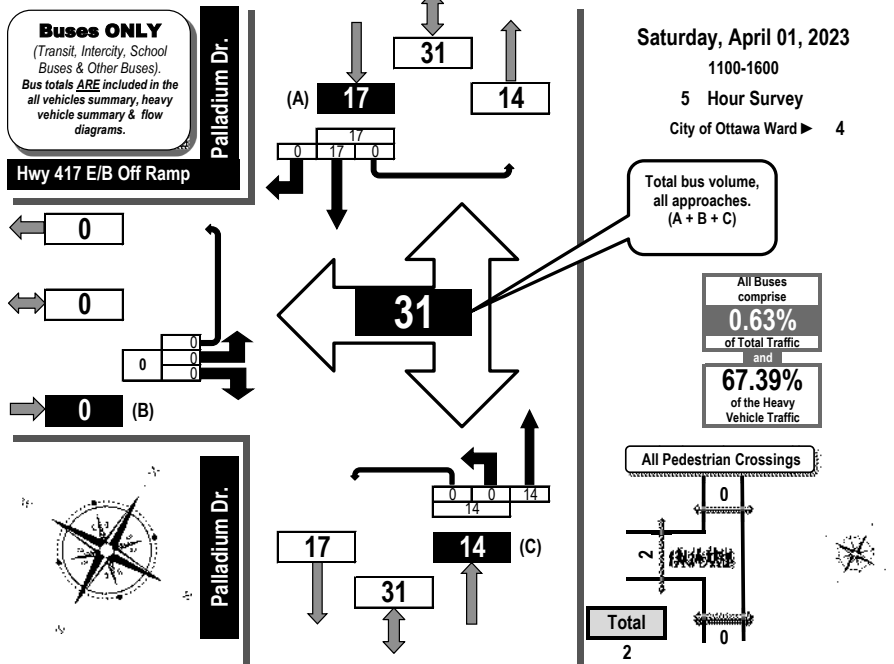 Buses ONLY
(Transit, Intercity, School
Buses & Other Buses).
Bus totals ARE included in the
all vehicles summary, heavy
vehicle summary & flow
diagrams.
Palladium Dr.
Hwy 417 E/B Off Ramp
31
(A) 17
14
17
0 17 0
Saturday, April 01, 2023
1100-1600
5 Hour Survey
City of Ottawa Ward ► 4
Total bus volume,
all approaches.
(A + B + C)
0
0
0
0
0
0
0 (B)
31
All Buses
comprise
0.63%
of Total Traffic
and
67.39%
of the Heavy
Vehicle Traffic
Palladium Dr.
0 0 14
14
17
14 (C)
31
All Pedestrian Crossings
0
2
0
Total
2